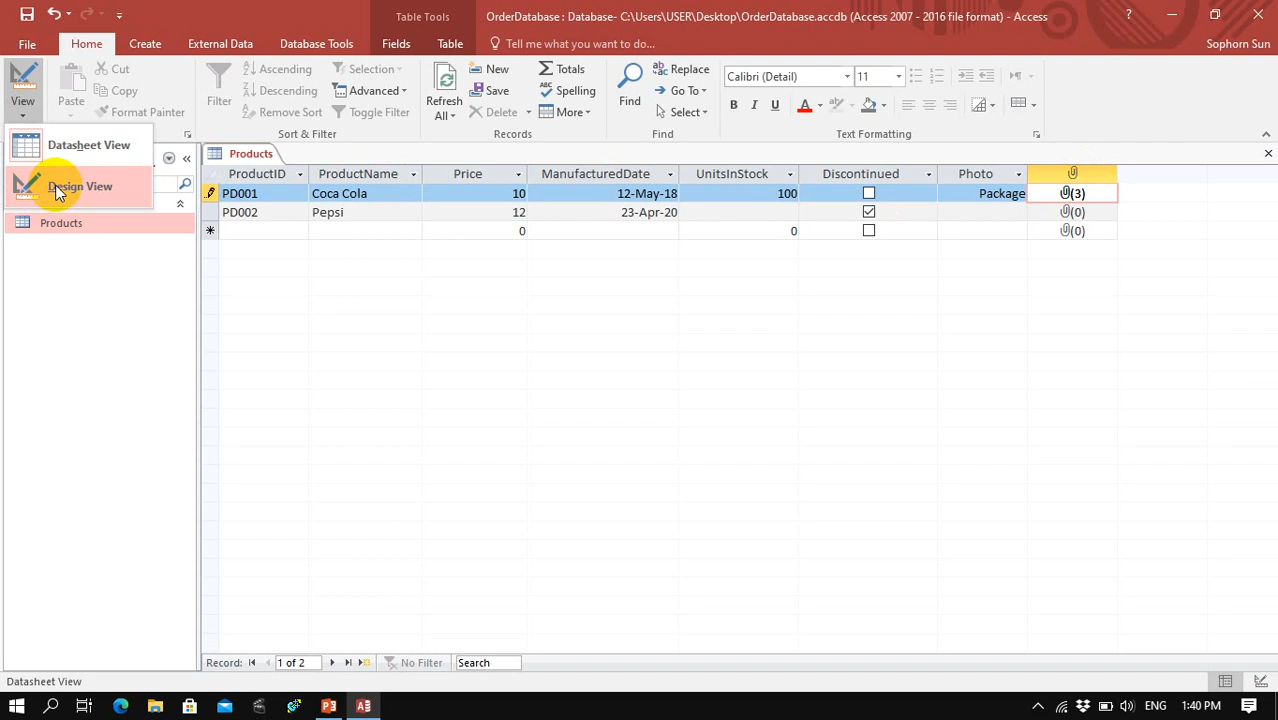 Table Tools
OrderDatabase : Database- C:\Users\USER\Desktop\OrderDatabase.accdb (Access 2007 - 2016 file format) - Access
?
File Home Create External Data Database Tools Fields Table Tell me what you want to do... Sophorn Sun
View
Paste
Cut
Copy
Format Painter
Filter
Ascending
Descending
Remove Sort
Selection
Advanced
Toggle Filter
Sort & Filter
Refresh
All
New
Save
Delete
Totals
Spelling
More
Records
Find
Replace
Go To
Select
Find
Calibri (Detail) 11
B I U A
Text Formatting
Datasheet View
Design View
Products
Products
ProductID ProductName Price ManufacturedDate UnitsInStock Discontinued Photo
PD001 Coca Cola 10 12-May-18 100 Package (3)
PD002 Pepsi 12 23-Apr-20 (0)
0 0 (0)
Record: 1 of 2 No Filter Search
Datasheet View
ENG 1:40 PM